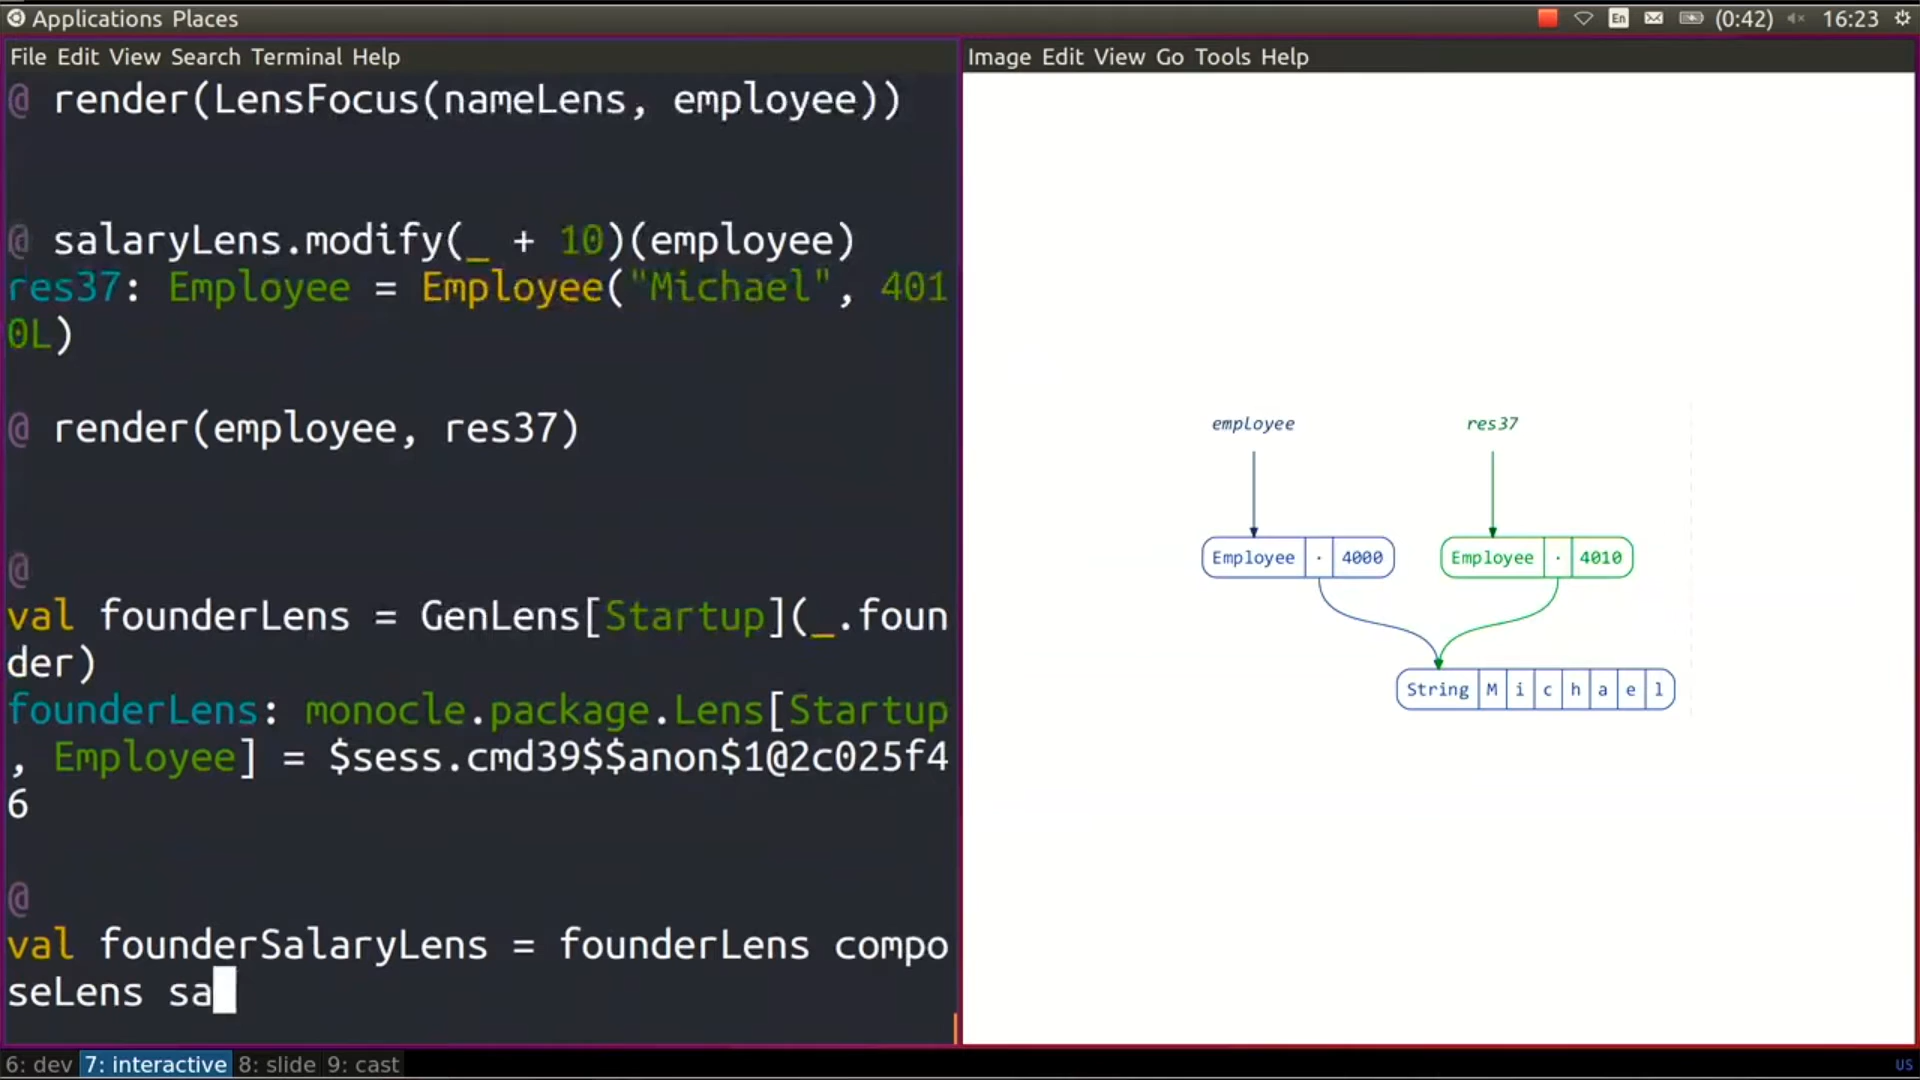 Applications Places
En (0:42) 16:23
File Edit View Search Terminal Help
@ render(LensFocus(nameLens, employee))
@ salaryLens.modify(_ + 10)(employee)
res37: Employee = Employee("Michael", 401
0L)
@ render(employee, res37)
@
val founderLens = GenLens[Startup](_.foun
der)
founderLens: monocle.package.Lens[Startup
, Employee] = $sess.cmd39$$anon$1@2c025f4
6
@
val founderSalaryLens = founderLens compo
seLens sa
Image Edit View Go Tools Help
employee res37
Employee · 4000 Employee · 4010
String M i c h a e l
6: dev 7: interactive 8: slide 9: cast
US